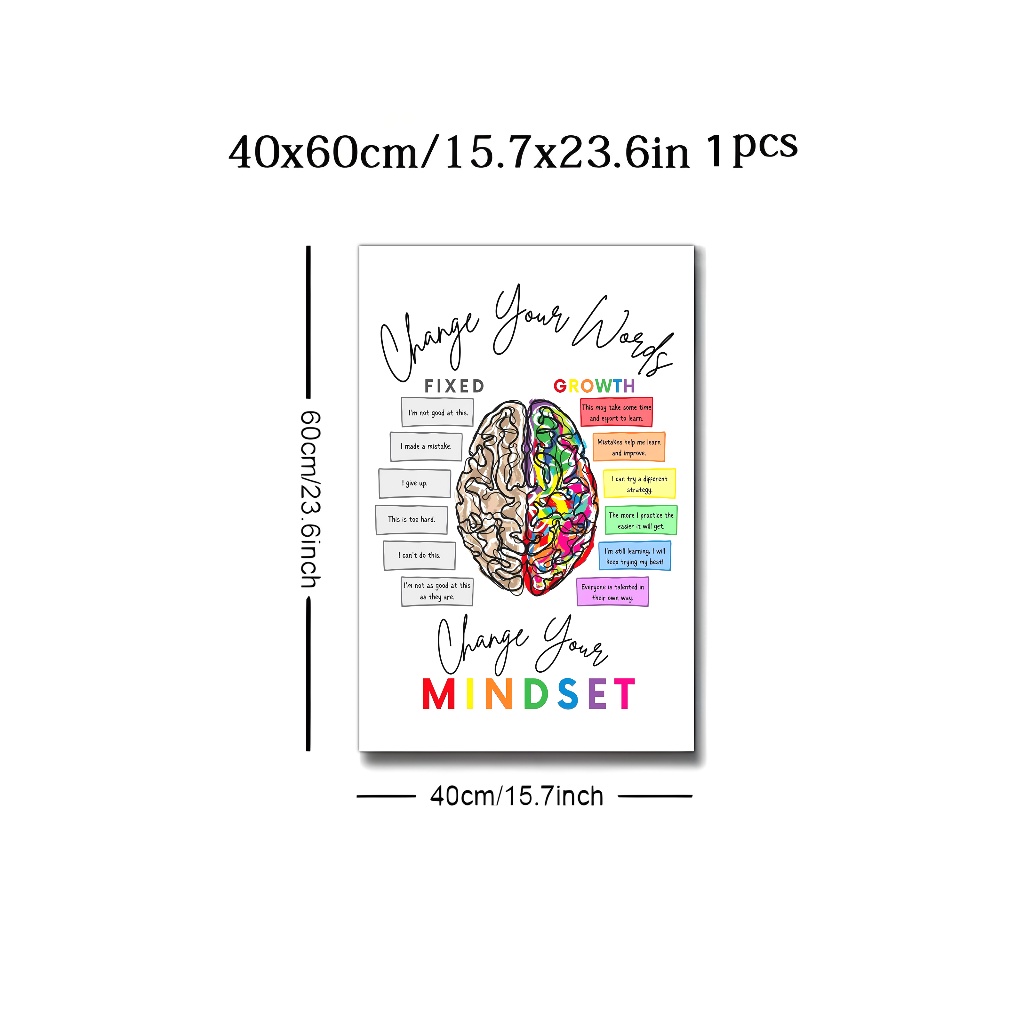 40x60cm/15.7x23.6in 1pcs
60cm/23.6inch
Change Your Words
FIXED
GROWTH
I'm not good at this.
I made a mistake.
I give up.
This is too hard.
I can't do this.
I'm not as good at this
as they are.
This may take some time
and effort to learn.
Mistakes help me learn
and improve.
I can try a different
strategy.
The more I practice the
easier it will get.
I'm still learning. I will
keep trying my best!
Everyone is talented in
their own way.
Change Your
MINDSET
40cm/15.7inch